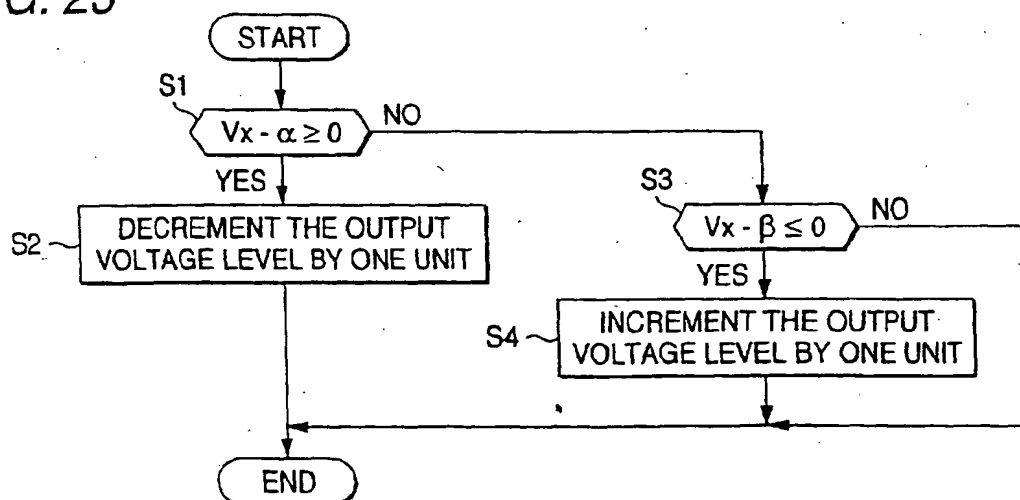 G. 25
START
S1
Vx - α ≥ 0
NO
YES
S3
S2
DECREMENT THE OUTPUT
VOLTAGE LEVEL BY ONE UNIT
Vx - β ≤ 0
NO
YES
S4
INCREMENT THE OUTPUT
VOLTAGE LEVEL BY ONE UNIT
END